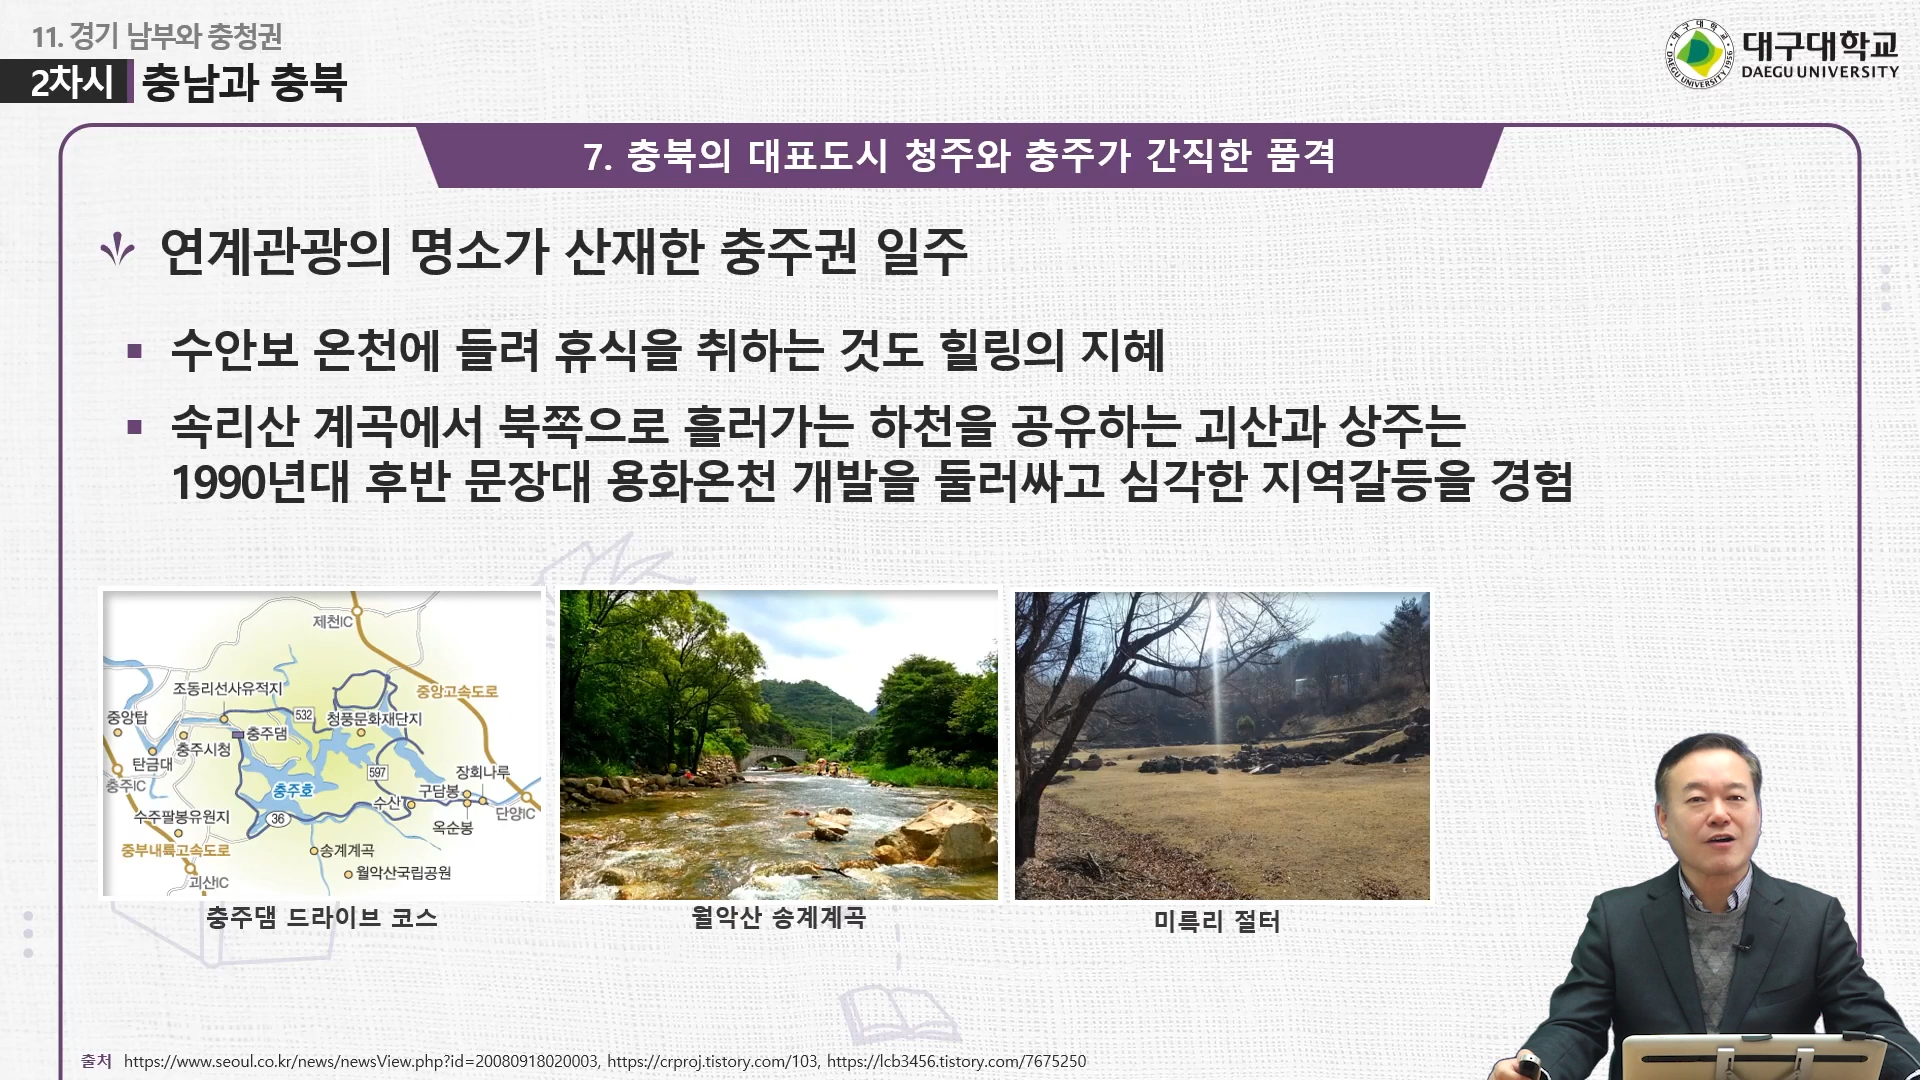 11. 경기 남부와 충청권
2차시 충남과 충북
대구대학교
DAEGU UNIVERSITY
대구대학교
DAEGU UNIVERSITY 1956
7. 충북의 대표도시 청주와 충주가 간직한 품격
연계관광의 명소가 산재한 충주권 일주
수안보 온천에 들려 휴식을 취하는 것도 힐링의 지혜
속리산 계곡에서 북쪽으로 흘러가는 하천을 공유하는 괴산과 상주는
1990년대 후반 문장대 용화온천 개발을 둘러싸고 심각한 지역갈등을 경험
제천IC
조동리선사유적지
중앙고속도로
중앙탑
532
청풍문화재단지
충주댐
충주시청
탄금대
597
장회나루
충주IC
충주호
구담봉
수산
단양IC
수주팔봉유원지
36
옥순봉
중부내륙고속도로
송계계곡
괴산IC
월악산국립공원
충주댐 드라이브 코스
월악산 송계계곡
미륵리 절터
출처 https://www.seoul.co.kr/news/newsView.php?id=20080918020003, https://crproj.tistory.com/103, https://lcb3456.tistory.com/7675250